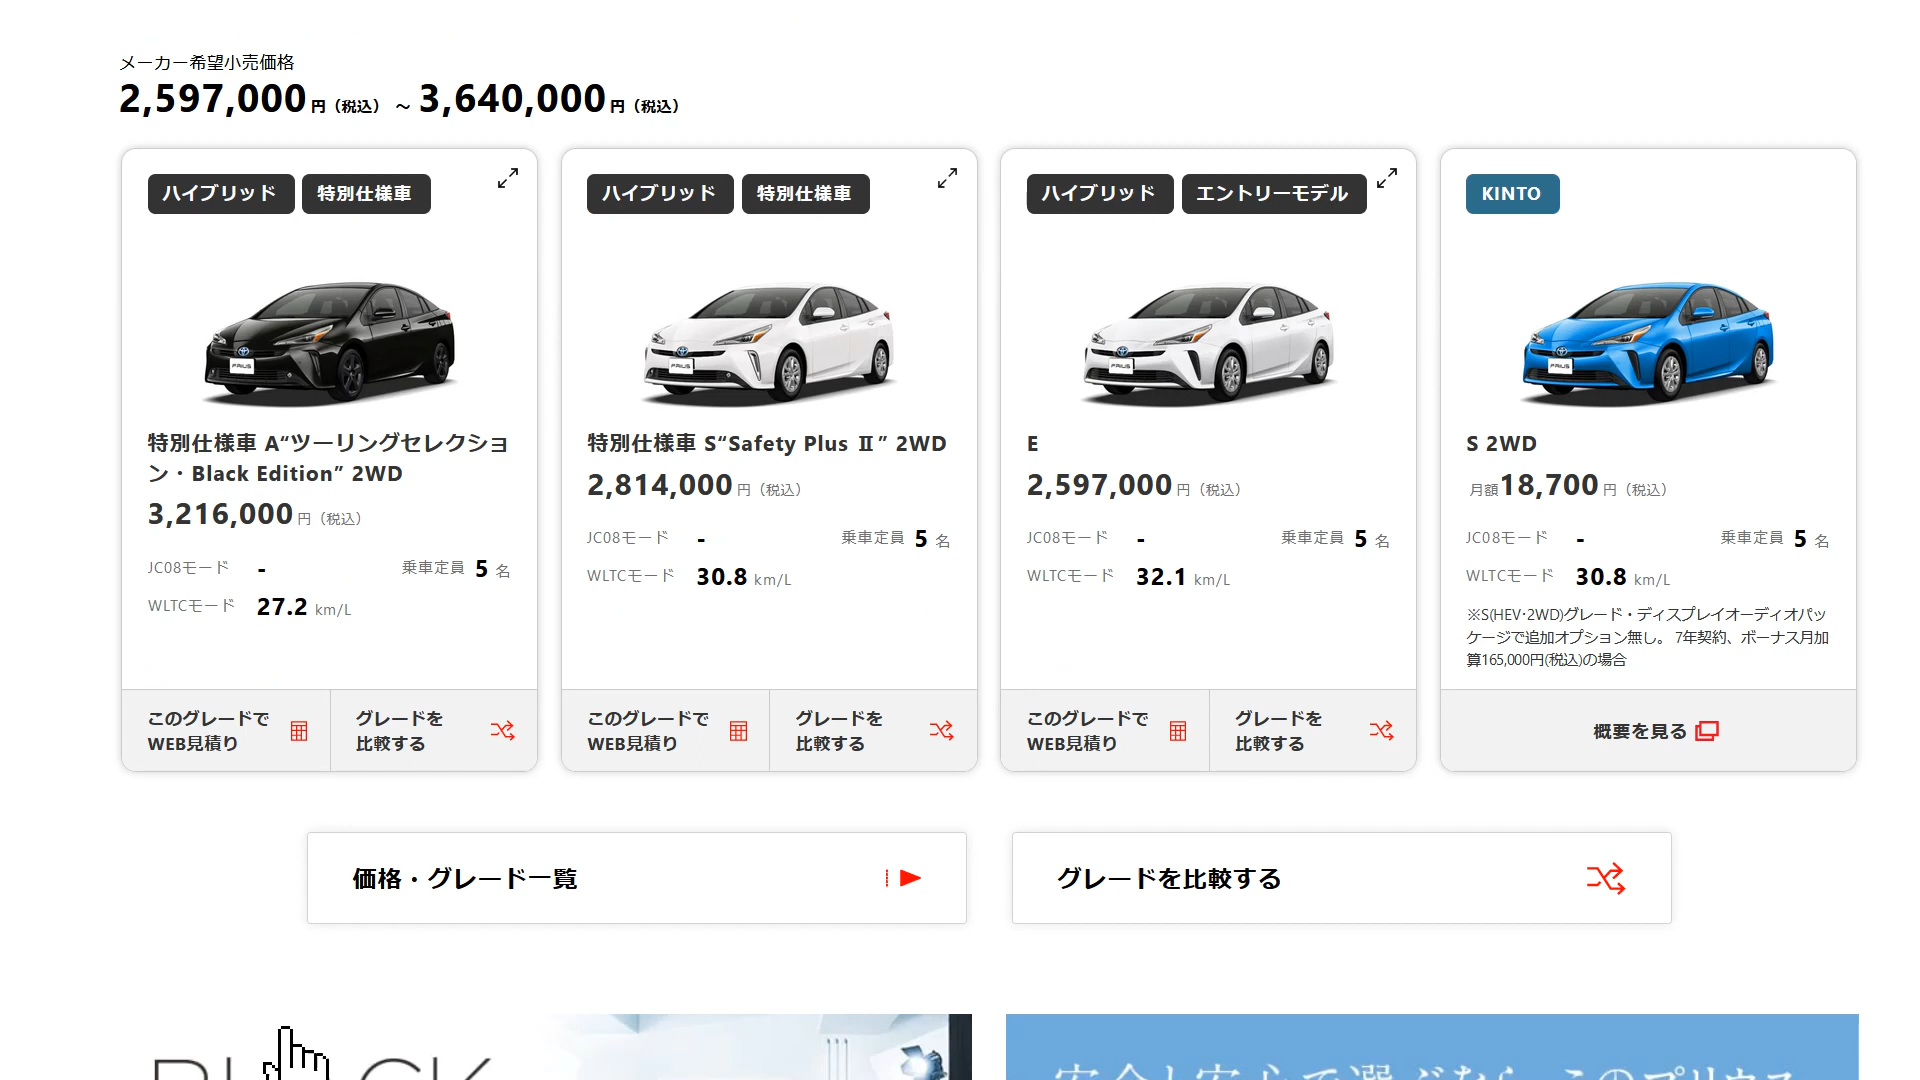 メーカー希望小売価格
2,597,000円（税込） ～ 3,640,000円（税込）
ハイブリッド 特別仕様車
PRIUS
特別仕様車 A“ツーリングセレクショ
ン・Black Edition” 2WD
3,216,000円（税込）
JC08モード - 乗車定員 5 名
WLTCモード 27.2 km/L
このグレードで
WEB見積り
グレードを
比較する
ハイブリッド 特別仕様車
PRIUS
特別仕様車 S“Safety Plus Ⅱ” 2WD
2,814,000円（税込）
JC08モード - 乗車定員 5 名
WLTCモード 30.8 km/L
このグレードで
WEB見積り
グレードを
比較する
ハイブリッド エントリーモデル
PRIUS
E
2,597,000円（税込）
JC08モード - 乗車定員 5 名
WLTCモード 32.1 km/L
このグレードで
WEB見積り
グレードを
比較する
KINTO
PRIUS
S 2WD
月額18,700円（税込）
JC08モード - 乗車定員 5 名
WLTCモード 30.8 km/L
※S(HEV･2WD)グレード・ディスプレイオーディオパッ
ケージで追加オプション無し。 7年契約、ボーナス月加
算165,000円(税込)の場合
概要を見る
価格・グレード一覧
グレードを比較する